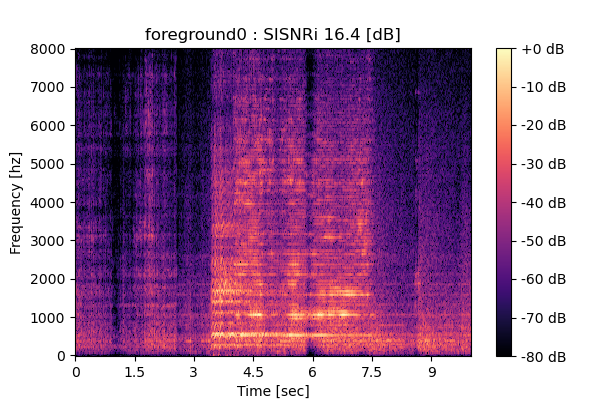 foreground0 : SISNRi 16.4 [dB]
8000
7000
6000
5000
4000
3000
2000
1000
0
Frequency [hz]
0
1.5
3
4.5
6
7.5
9
Time [sec]
+0 dB
-10 dB
-20 dB
-30 dB
-40 dB
-50 dB
-60 dB
-70 dB
-80 dB